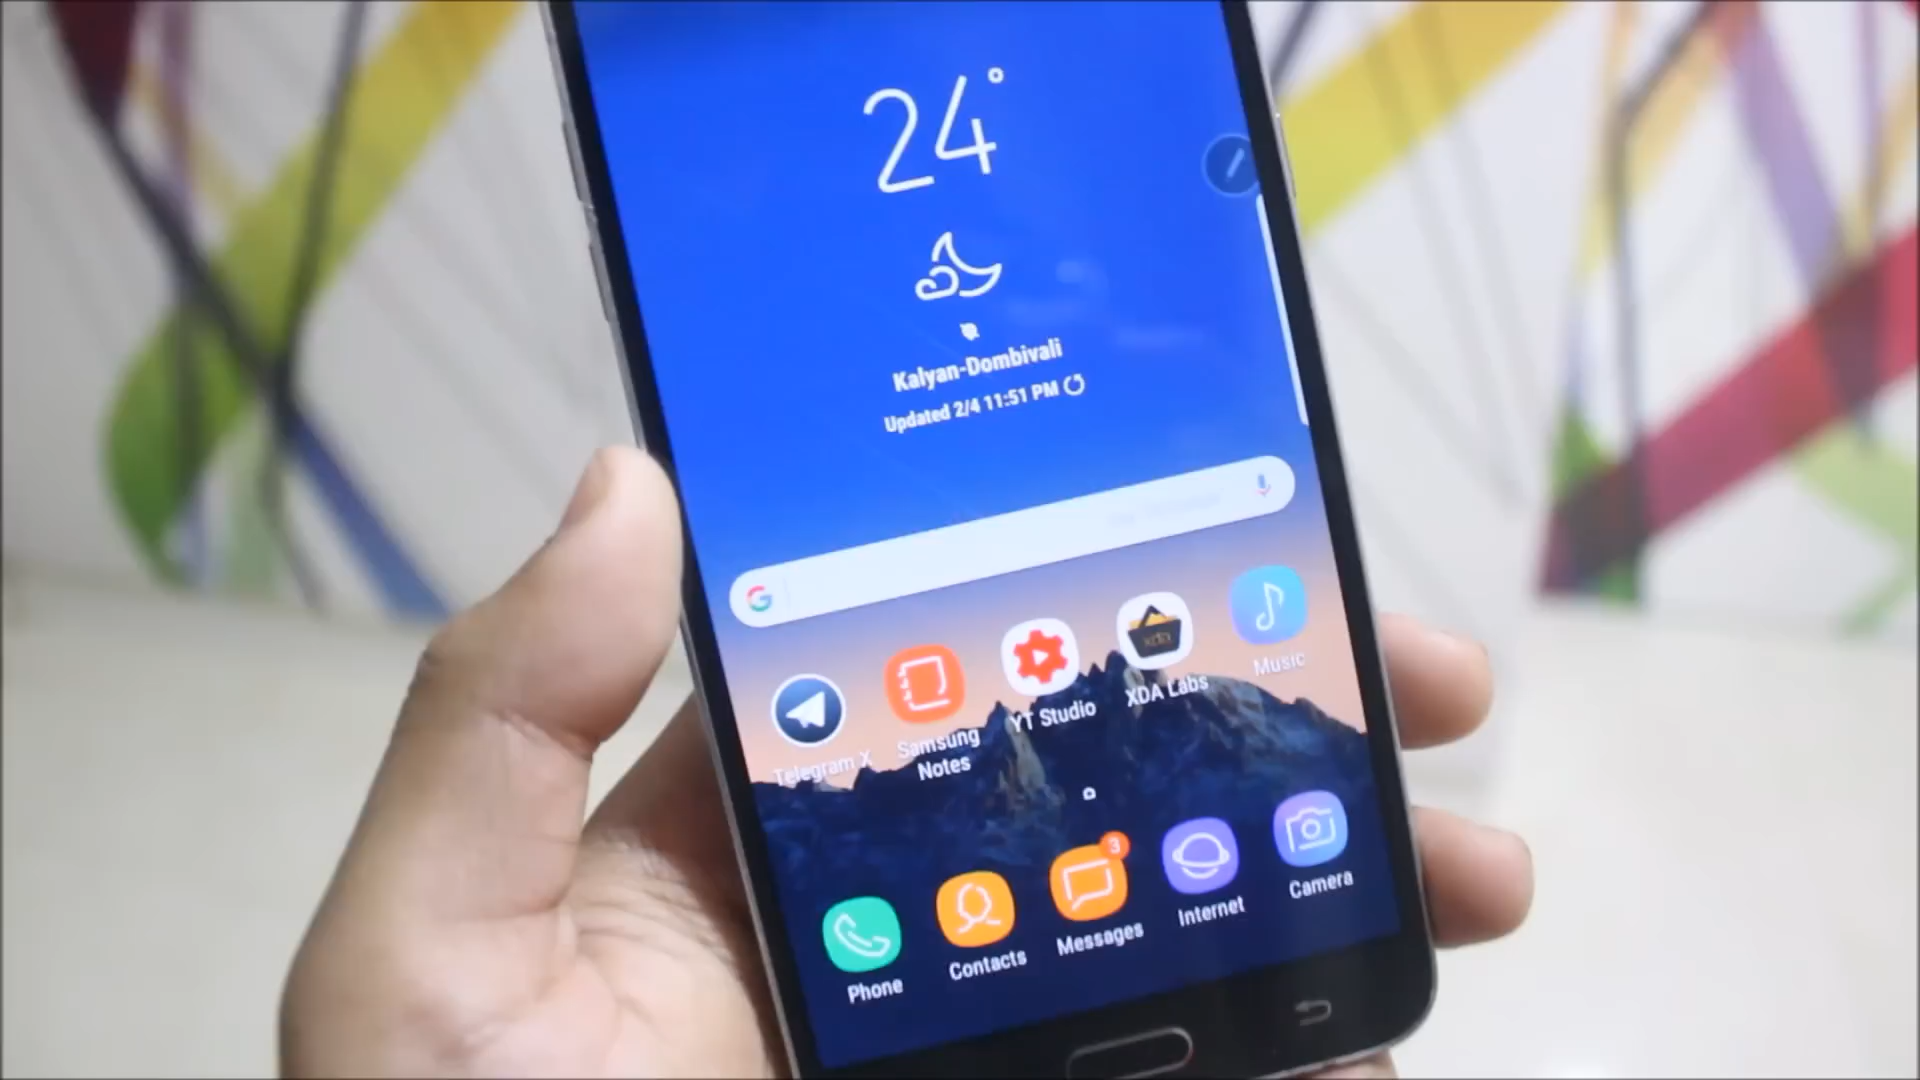 24°
Kalyan-Dombivali
Updated 2/4 11:51 PM
G
Telegram X
Samsung
Notes
YT Studio
xda
XDA Labs
Music
3
Phone
Contacts
Messages
Internet
Camera